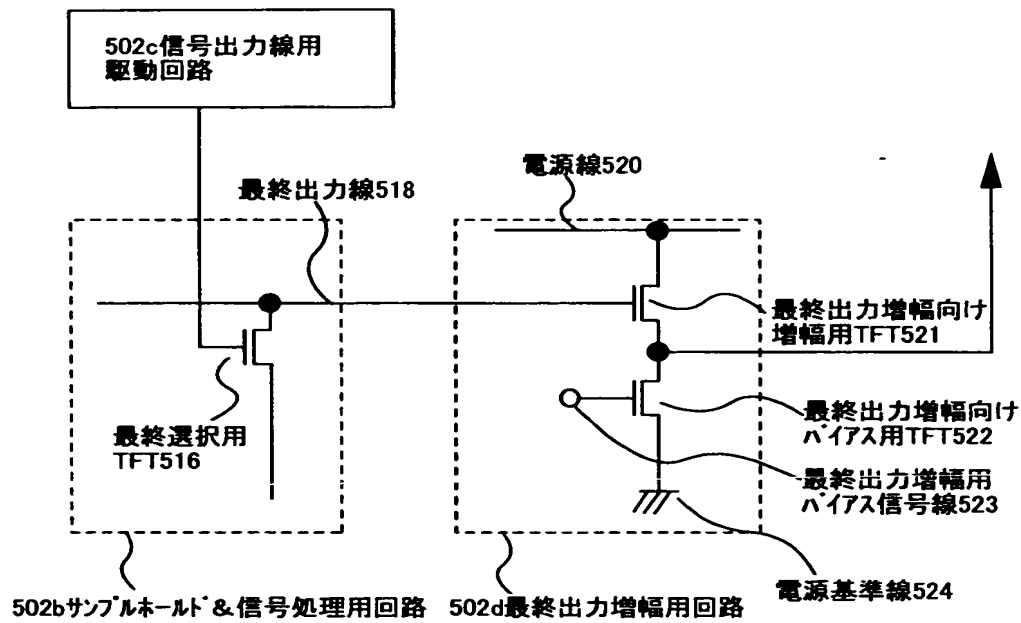 502c信号出力線用
駆動回路
電源線520
最終出力線518
最終出力増幅向け
増幅用TFT521
最終選択用
TFT516
最終出力増幅向け
バイアス用TFT522
最終出力増幅用
バイアス信号線523
電源基準線524
502bサンプルホールド&信号処理用回路
502d最終出力増幅用回路